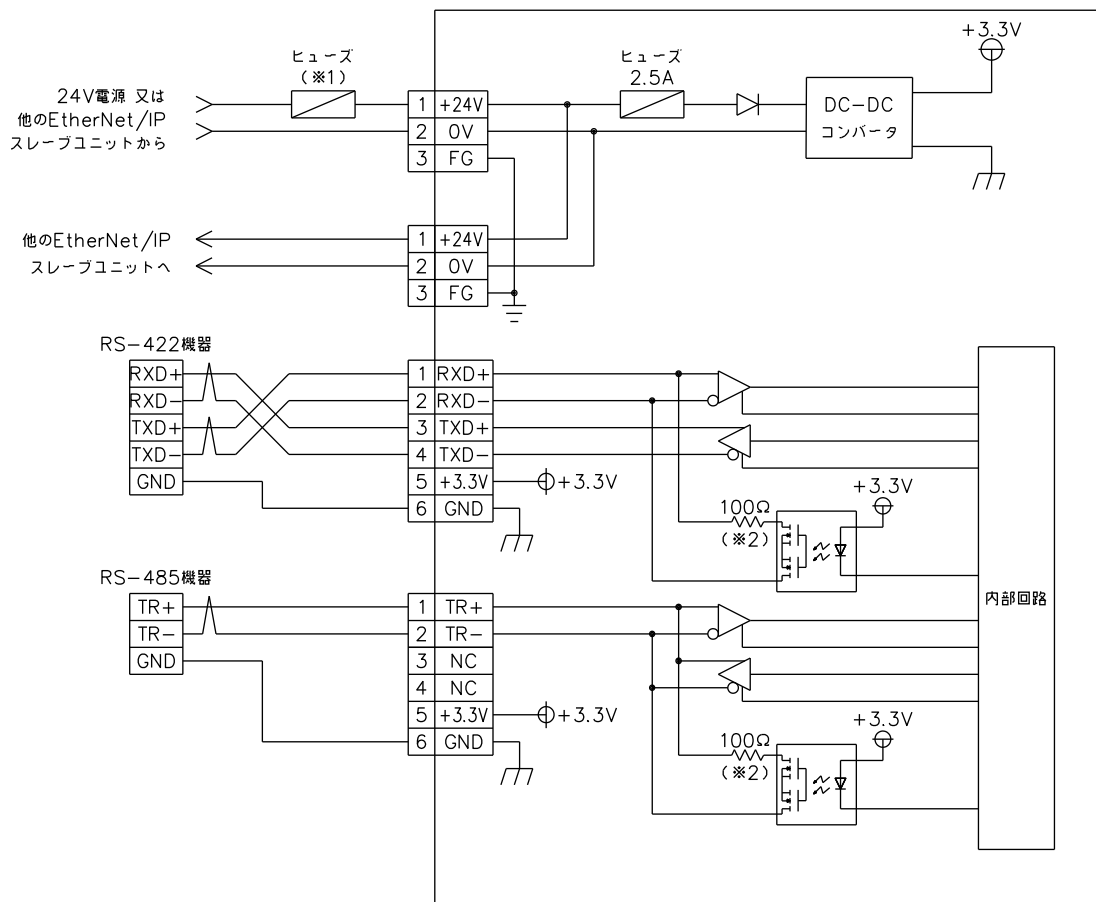 +3.3V
ヒューズ
(※1)
ヒューズ
2.5A
24V電源 又は
他のEtherNet/IP
スレーブユニットから
1 +24V
2 0V
3 FG
DC-DC
コンバータ
他のEtherNet/IP
スレーブユニットへ
1 +24V
2 0V
3 FG
RS-422機器
RXD+
RXD-
TXD+
TXD-
GND
1 RXD+
2 RXD-
3 TXD+
4 TXD-
5 +3.3V
6 GND
+3.3V
+3.3V
100Ω
(※2)
内部回路
RS-485機器
TR+
TR-
GND
1 TR+
2 TR-
3 NC
4 NC
5 +3.3V
6 GND
+3.3V
+3.3V
100Ω
(※2)